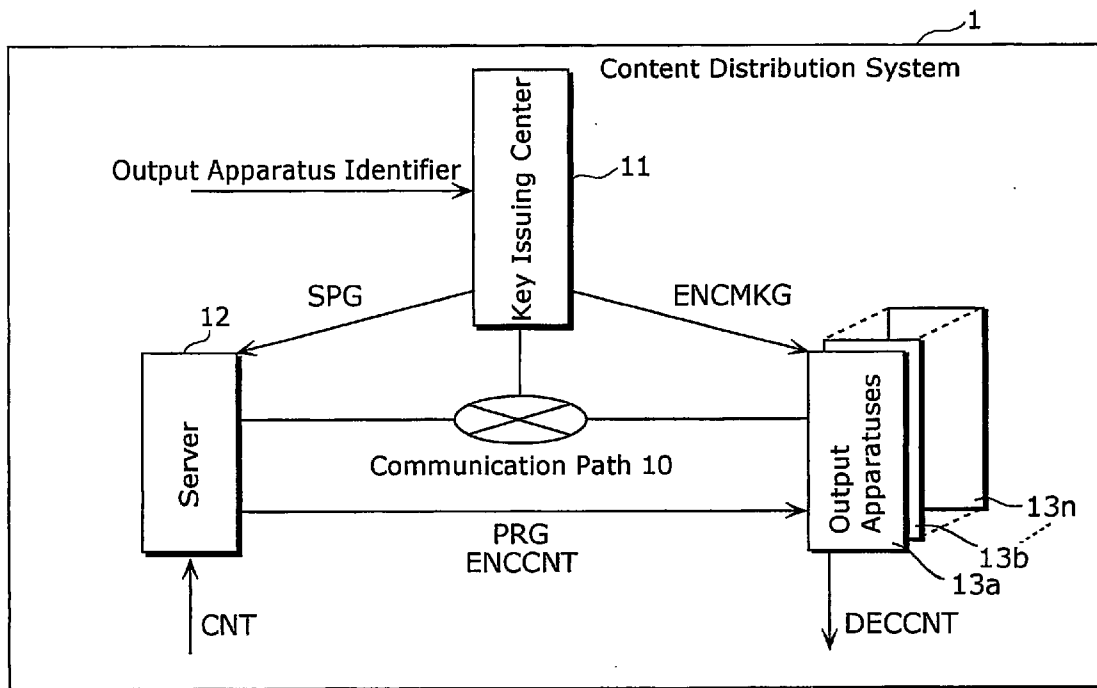 1
Content Distribution System
Key Issuing Center
11
Output Apparatus Identifier
SPG
ENCMKG
12
Server
Communication Path 10
Output
Apparatuses
PRG
ENCCNT
13n
13b
13a
CNT
DECCNT